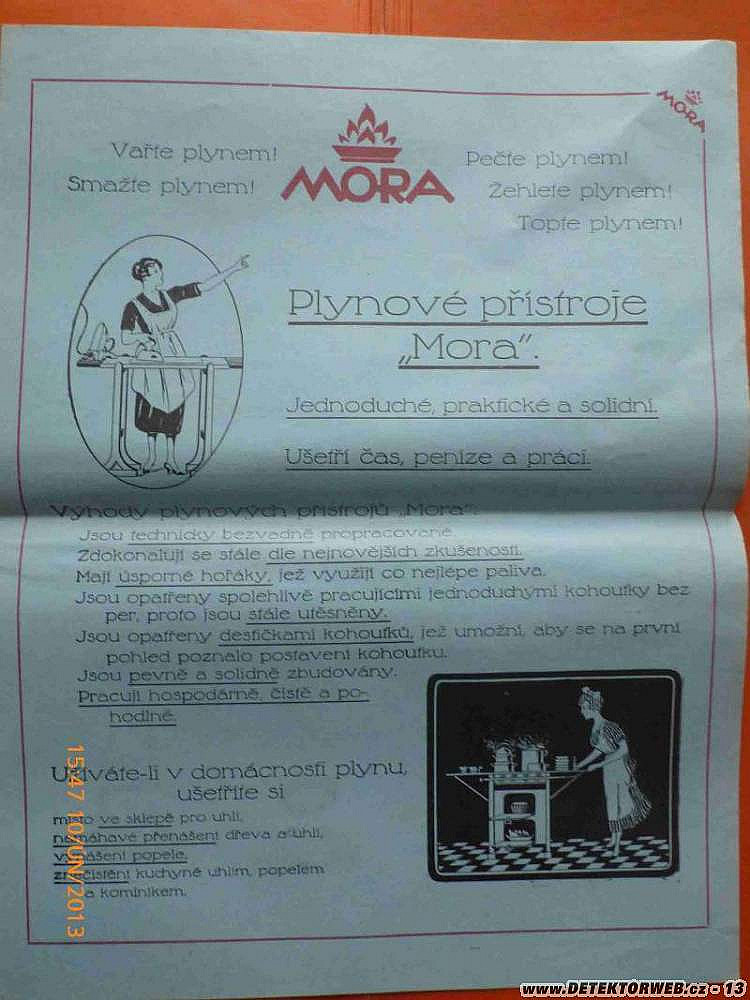 MORA
Vařte plynem!
Smažte plynem!
MORA
Pečte plynem!
Žehlete plynem!
Topte plynem!
Plynové přístroje
„Mora“.
Jednoduché, praktické a solidní.
Ušetří čas, peníze a práci.
Výhody plynových přístrojů „Mora“:
Jsou technicky bezvadně propracované.
Zdokonalují se stále dle nejnovějších zkušeností.
Mají úsporné hořáky, jež využijí co nejlépe paliva.
Jsou opatřeny spolehlivě pracujícími jednoduchými kohoutky bez
per, proto jsou stále utěsněny.
Jsou opatřeny destičkami kohoutků, jež umožní, aby se na první
pohled poznalo postavení kohoutku.
Jsou pevně a solidně zbudovány.
Pracují hospodárně, čistě a po-
hodlně.
Užíváte-li v domácnosti plynu,
ušetříte si
místo ve sklepě pro uhlí,
namáhavé přenášení dřeva a uhlí,
vynášení popele,
znečistění kuchyně uhlím, popelem
a kominíkem.
15:47 10/JUN/2013
www.DETEKTORWEB.cz - 13